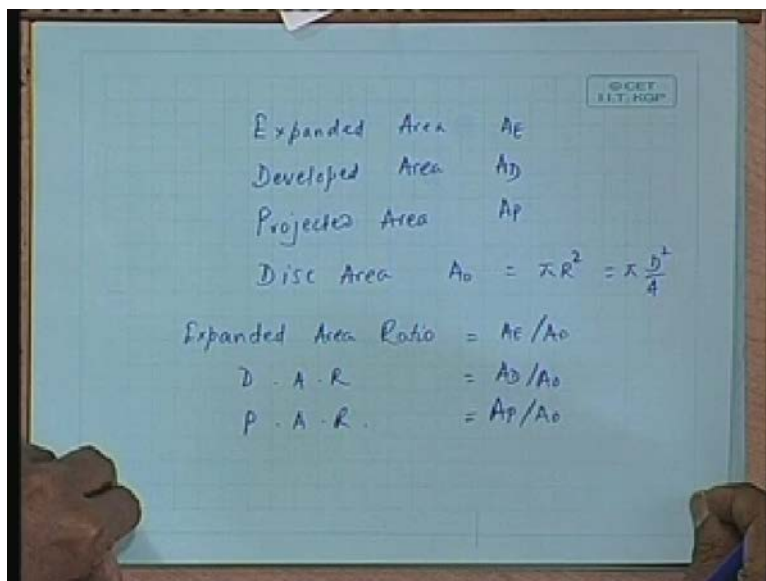 © CET
I.I.T. KGP
Expanded Area AE
Developed Area AD
Projected Area AP
Disc Area A0 = πR² = π D²/4
Expanded Area Ratio = AE/A0
D . A . R = AD/A0
P . A . R . = AP/A0